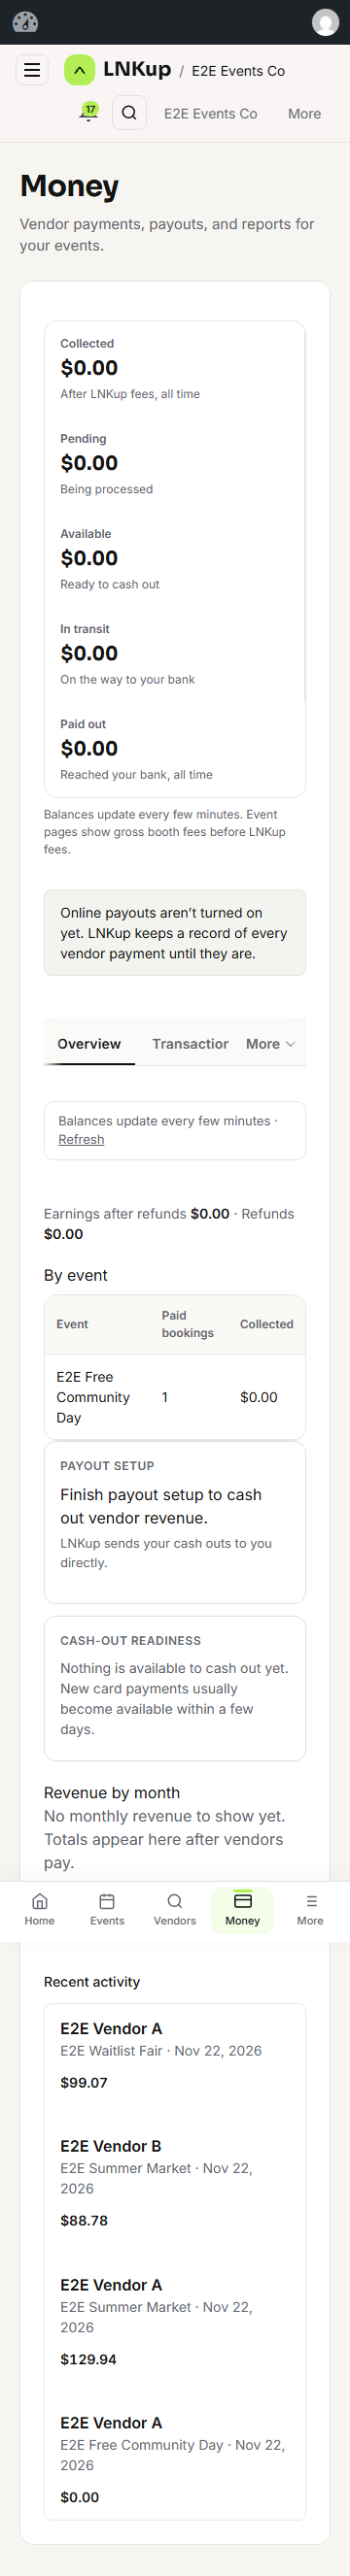 LNKup / E2E Events Co
17
E2E Events Co
More
Money
Vendor payments, payouts, and reports for
your events.
Collected
$0.00
After LNKup fees, all time
Pending
$0.00
Being processed
Available
$0.00
Ready to cash out
In transit
$0.00
On the way to your bank
Paid out
$0.00
Reached your bank, all time
Balances update every few minutes. Event
pages show gross booth fees before LNKup
fees.
Online payouts aren’t turned on
yet. LNKup keeps a record of every
vendor payment until they are.
Overview
Transaction
More
Balances update every few minutes ·
Refresh
Earnings after refunds $0.00 · Refunds
$0.00
By event
Event
Paid
bookings
Collected
E2E Free
Community
Day
1
$0.00
PAYOUT SETUP
Finish payout setup to cash
out vendor revenue.
LNKup sends your cash outs to you
directly.
CASH-OUT READINESS
Nothing is available to cash out yet.
New card payments usually
become available within a few
days.
Revenue by month
No monthly revenue to show yet.
Totals appear here after vendors
pay.
Home
Events
Vendors
Money
More
Recent activity
E2E Vendor A
E2E Waitlist Fair · Nov 22, 2026
$99.07
E2E Vendor B
E2E Summer Market · Nov 22,
2026
$88.78
E2E Vendor A
E2E Summer Market · Nov 22,
2026
$129.94
E2E Vendor A
E2E Free Community Day · Nov 22,
2026
$0.00